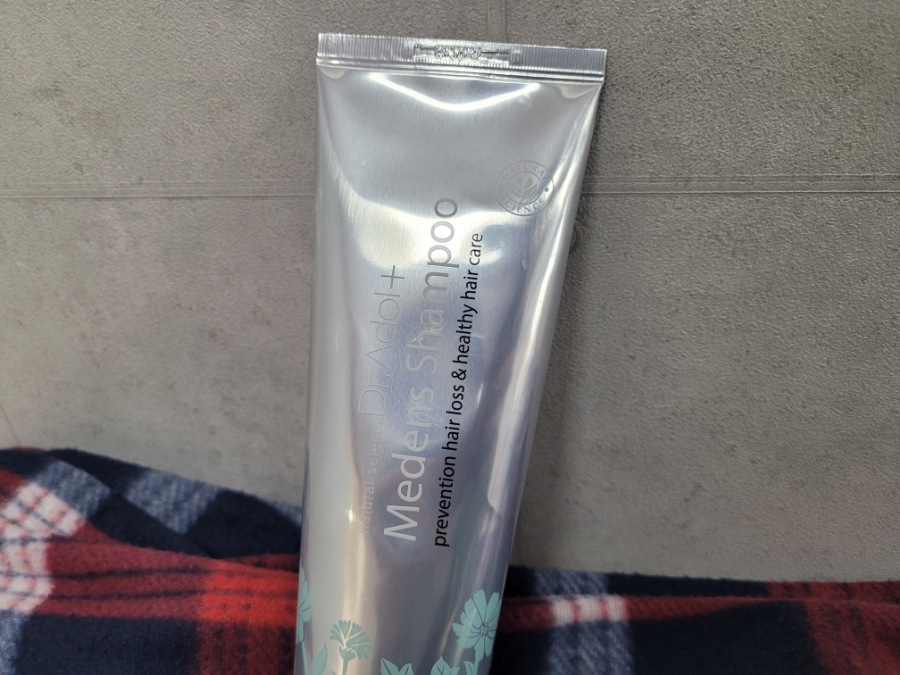 Dr.Adol+
Medens Shampoo
prevention hair loss & healthy hair care